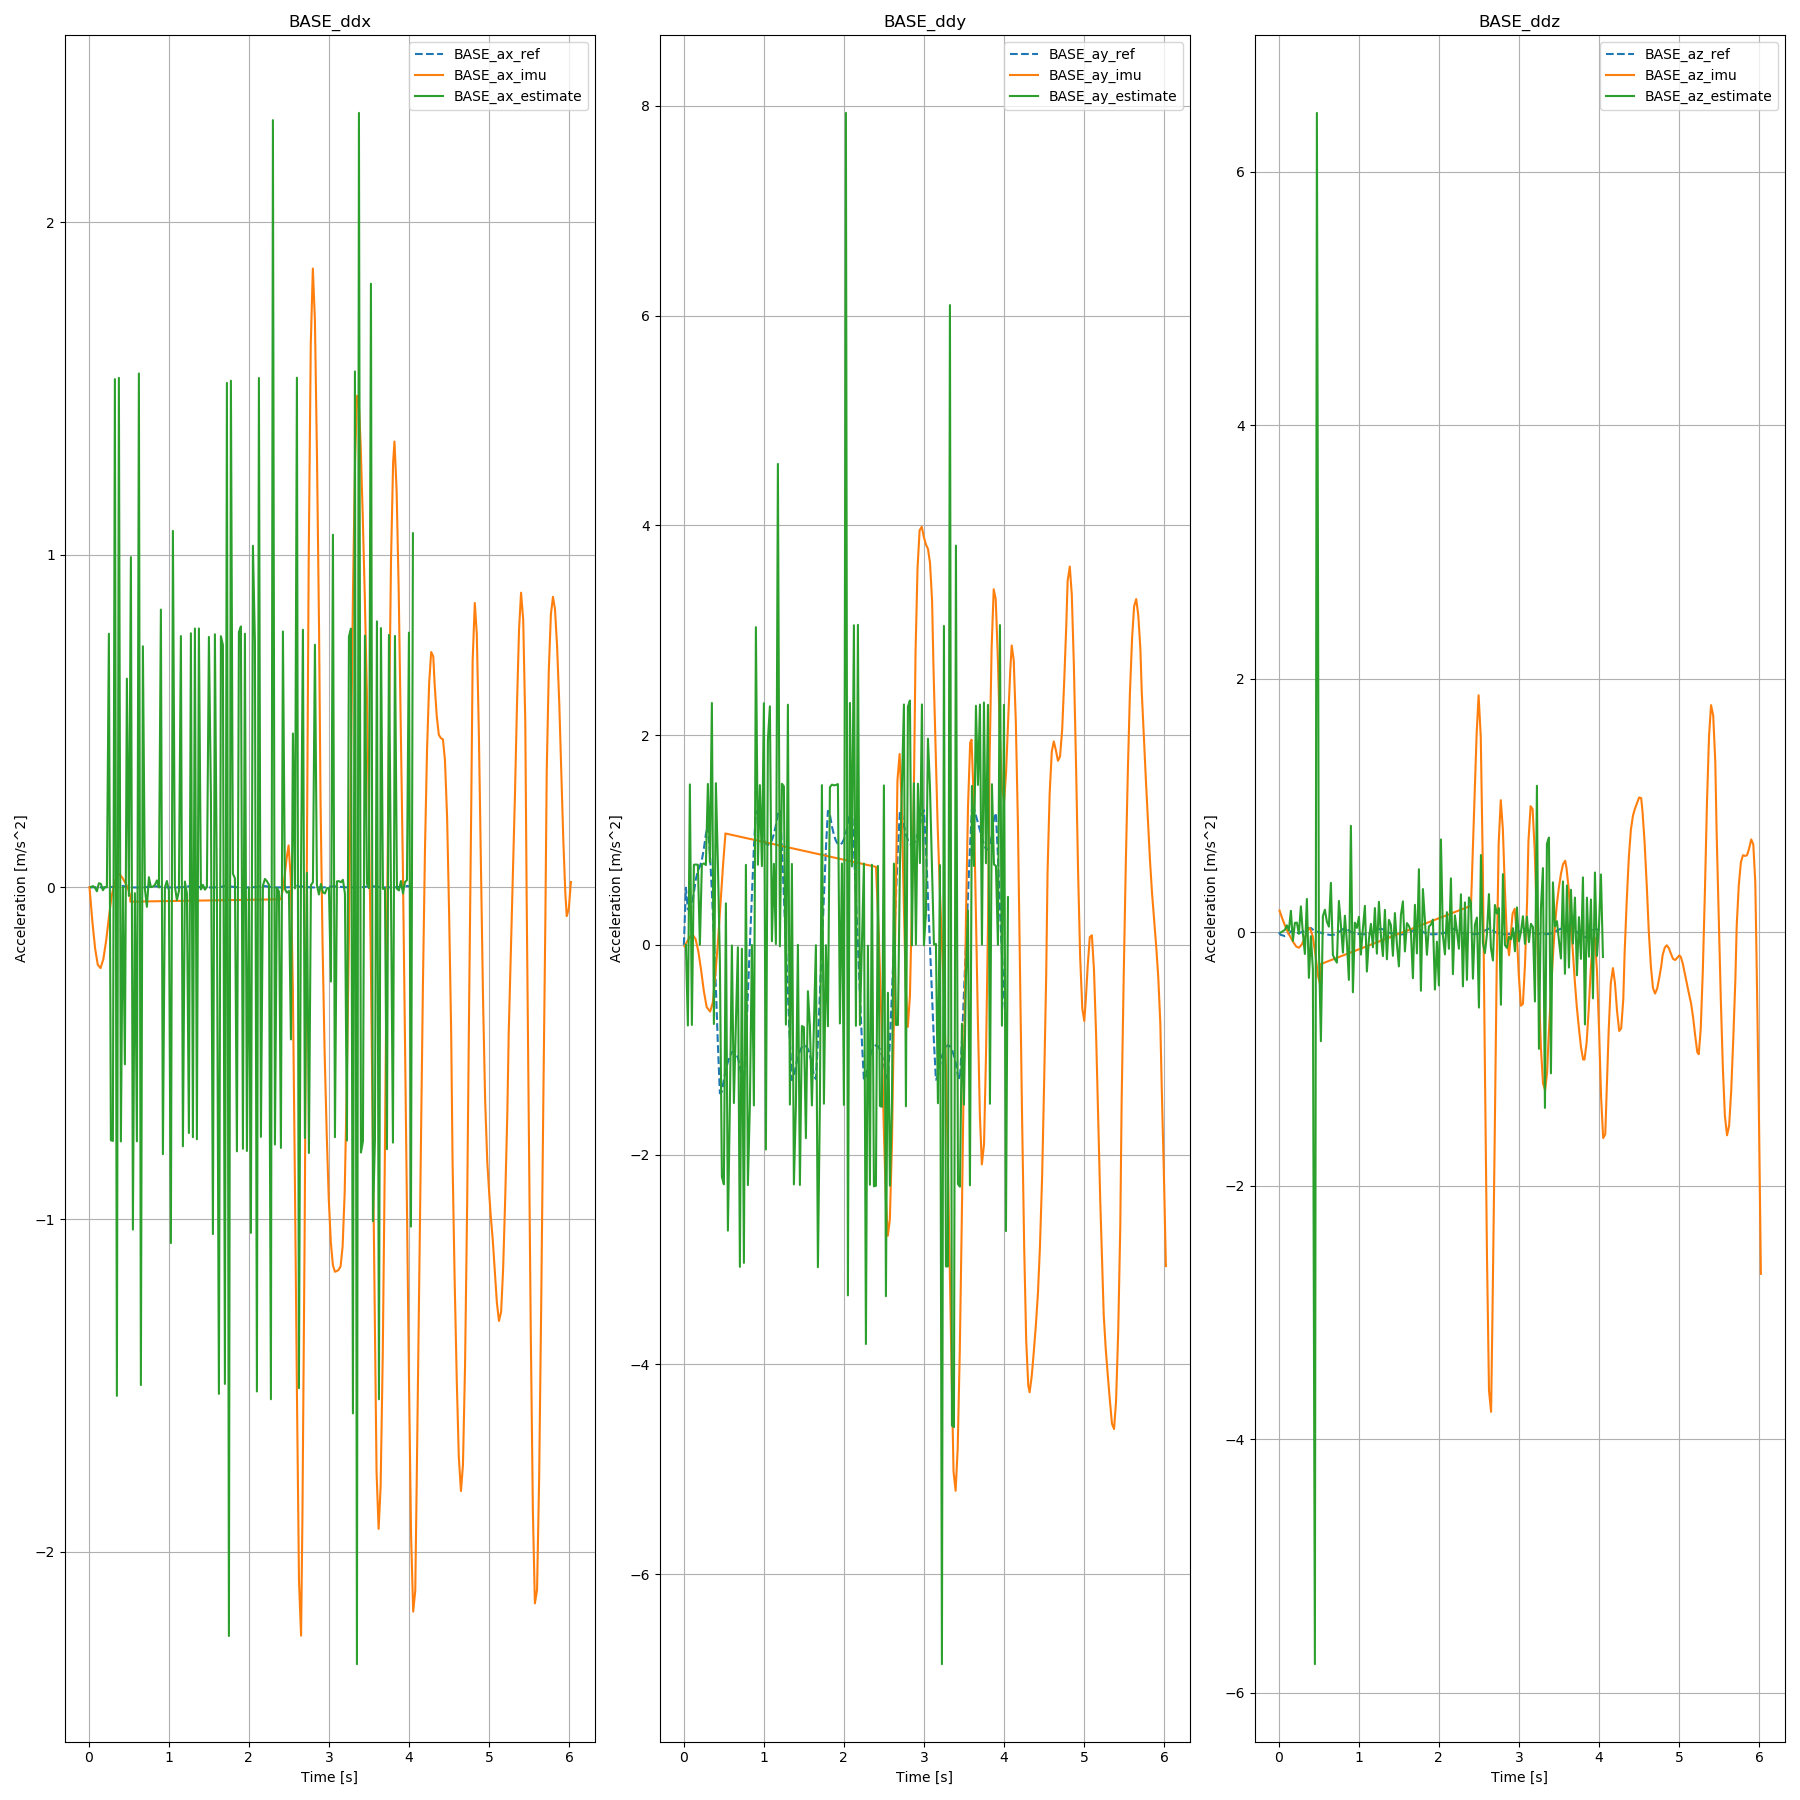 BASE_ddx
BASE_ax_ref
BASE_ax_imu
BASE_ax_estimate
2
1
0
−1
−2
Acceleration [m/s^2]
0 1 2 3 4 5 6
Time [s]
BASE_ddy
BASE_ay_ref
BASE_ay_imu
BASE_ay_estimate
8
6
4
2
0
−2
−4
−6
Acceleration [m/s^2]
0 1 2 3 4 5 6
Time [s]
BASE_ddz
BASE_az_ref
BASE_az_imu
BASE_az_estimate
6
4
2
0
−2
−4
−6
Acceleration [m/s^2]
0 1 2 3 4 5 6
Time [s]